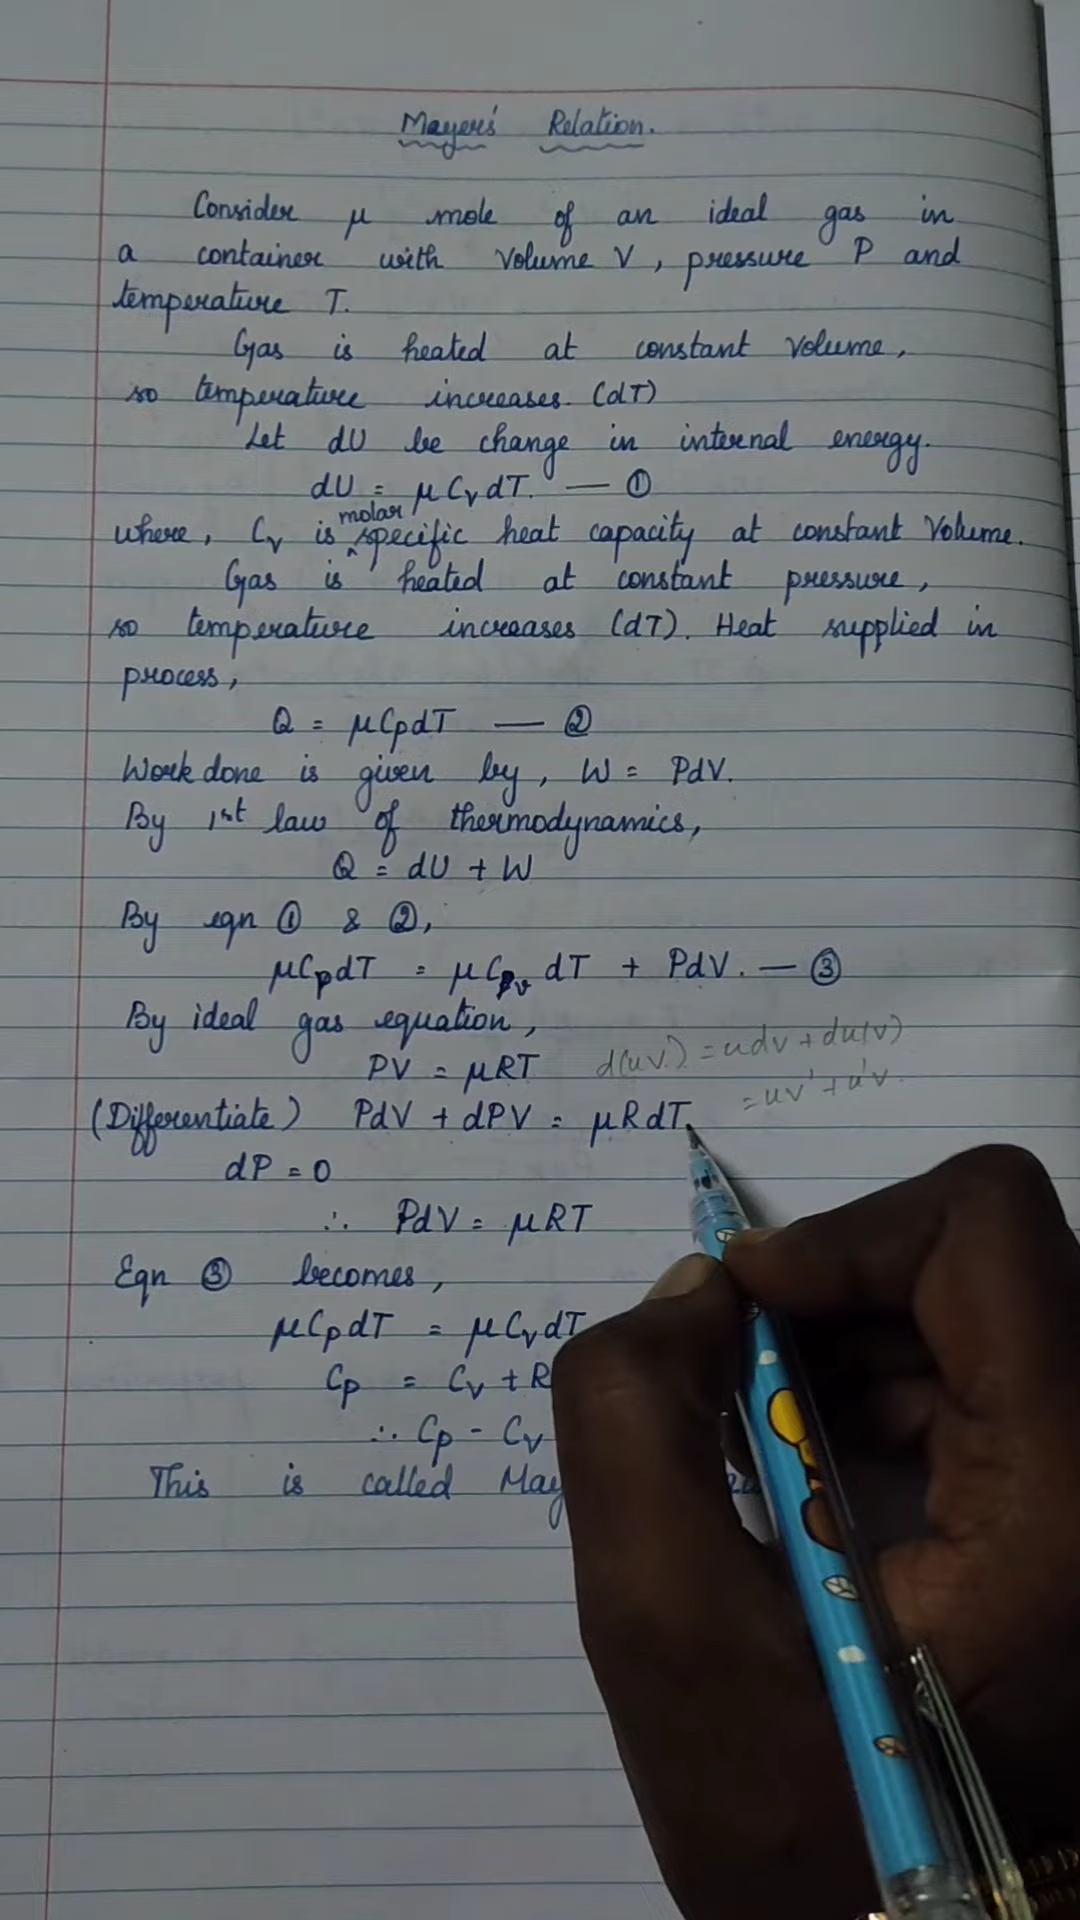 Mayer's Relation.
Consider μ mole of an ideal gas in
a container with volume V, pressure P and
temperature T.
Gas is heated at constant volume,
so temperature increases. (dT)
Let dU be change in internal energy.
dU = μCvdT. — ①
molar
where, Cv is ^specific heat capacity at constant Volume.
Gas is heated at constant pressure,
so temperature increases (dT). Heat supplied in
process,
Q = μCpdT — ②
Work done is given by, W = PdV.
By 1st law of thermodynamics,
Q = dU + W
By eqn ① & ②,
μCpdT = μCv dT + PdV. — ③
By ideal gas equation,
PV = μRT d(uv) = udv + du(v)
= uv' + u'v.
(Differentiate) PdV + dPV = μRdT.
dP = 0
∴ PdV = μRT
Eqn ③ becomes,
μCpdT = μCvdT
Cp = Cv + R
∴ Cp - Cv
This is called